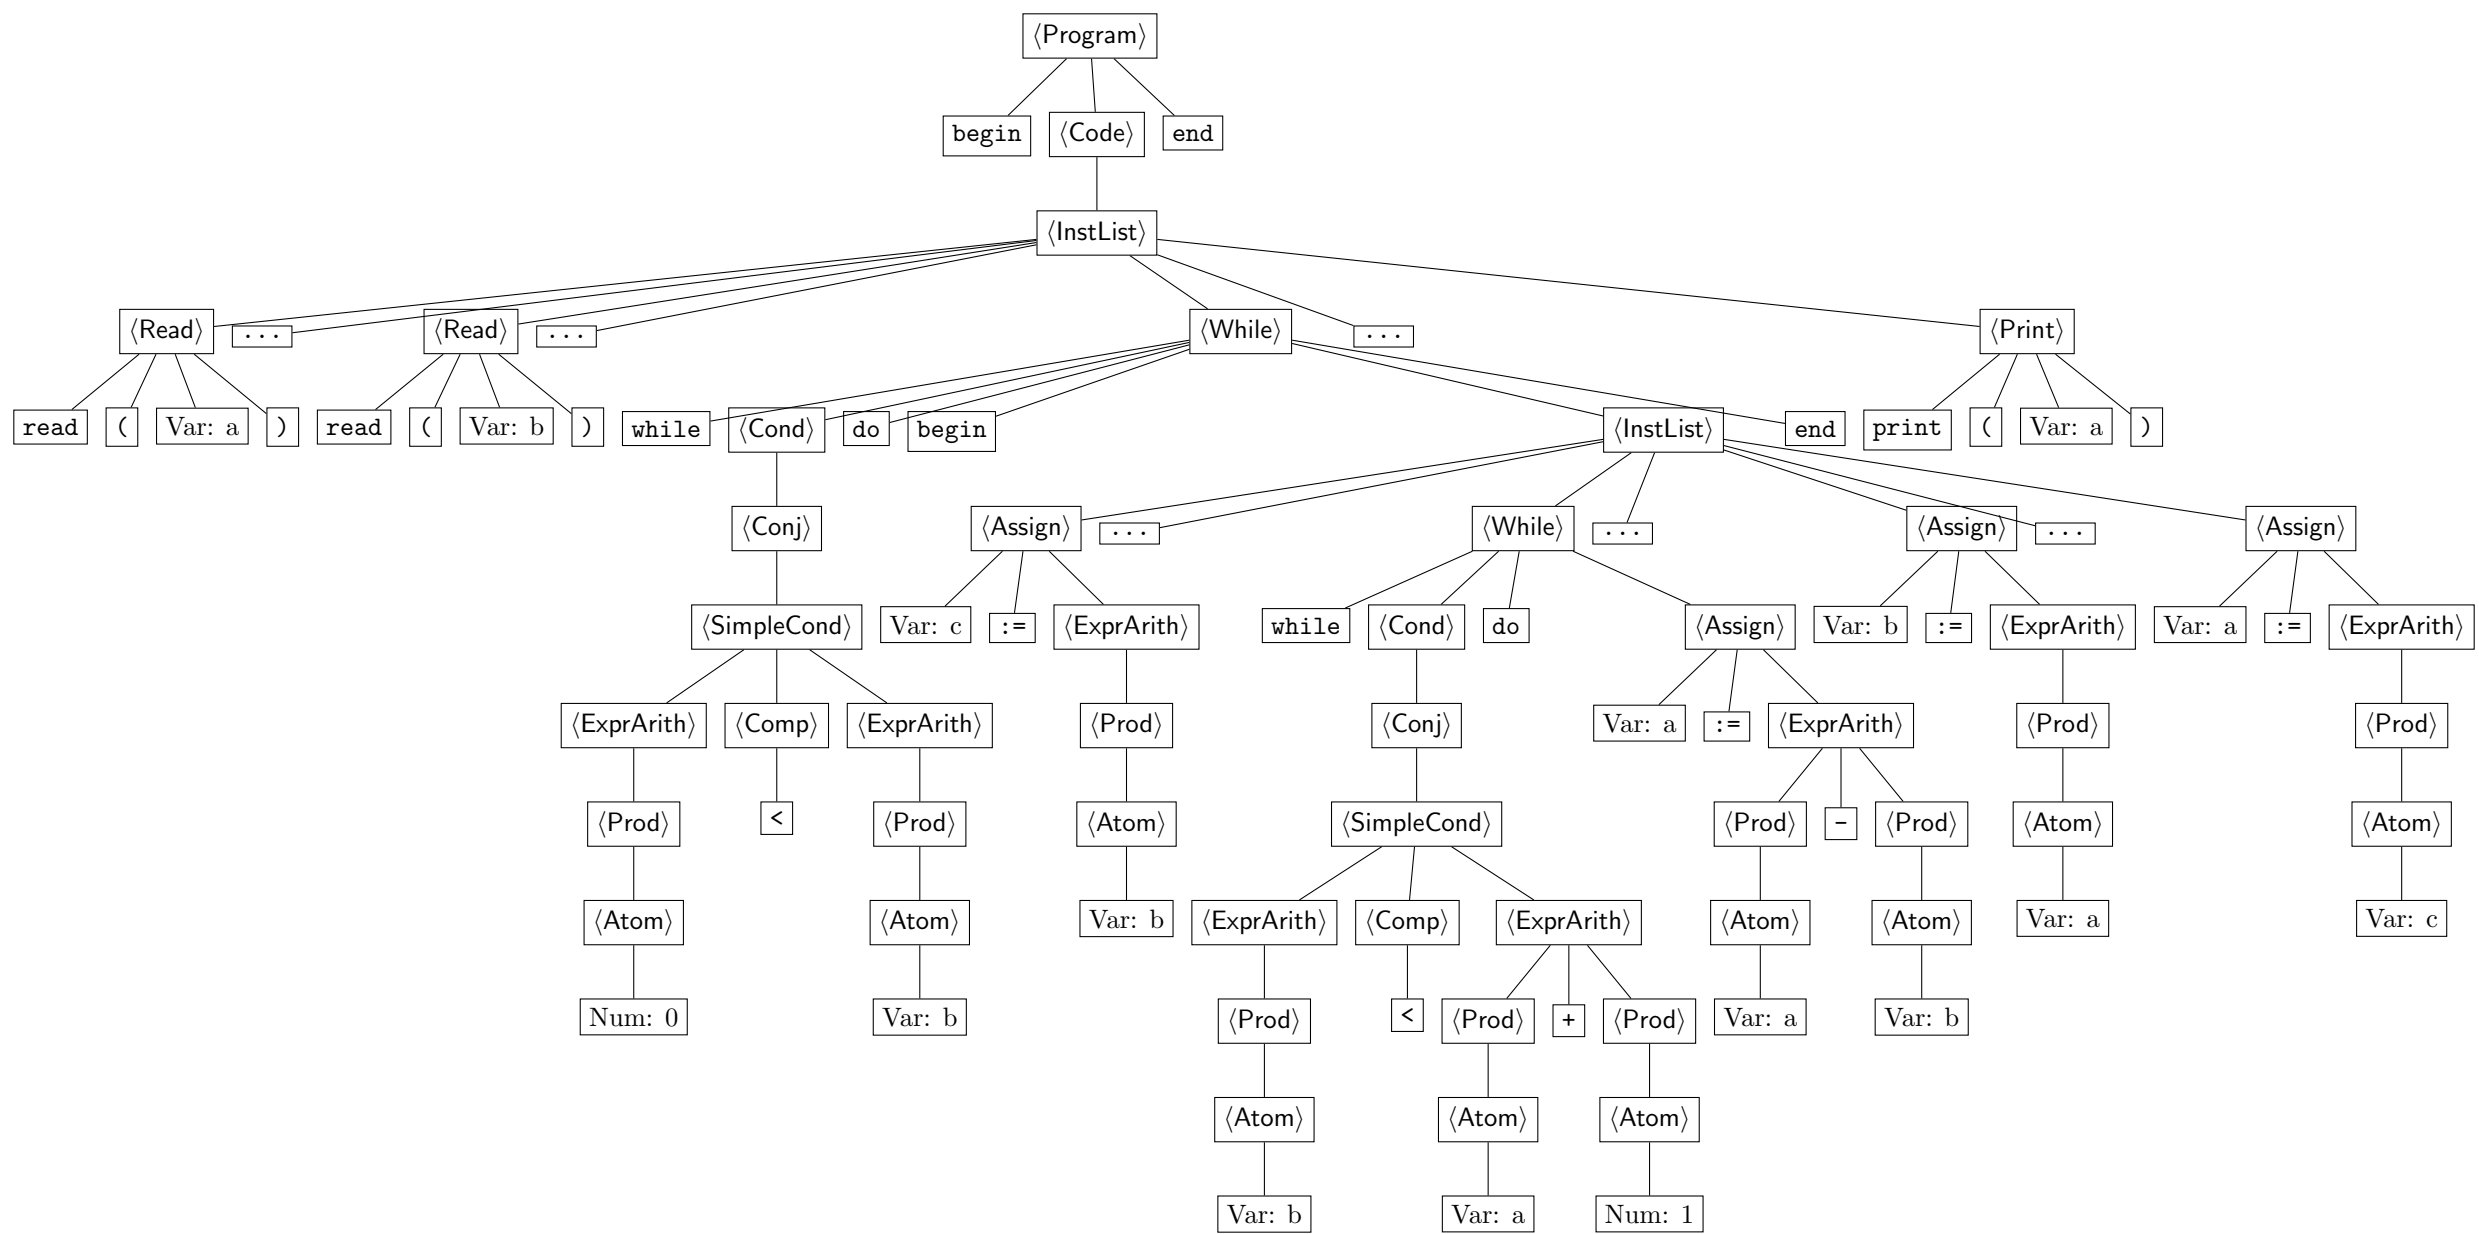 ⟨Program⟩
begin ⟨Code⟩ end
⟨InstList⟩
⟨Read⟩ ... ⟨Read⟩ ... ⟨While⟩ ... ⟨Print⟩
read ( Var: a ) read ( Var: b ) while ⟨Cond⟩ do begin ⟨InstList⟩ end print ( Var: a )
⟨Conj⟩ ⟨Assign⟩ ... ⟨While⟩ ... ⟨Assign⟩ ... ⟨Assign⟩
⟨SimpleCond⟩ Var: c := ⟨ExprArith⟩ while ⟨Cond⟩ do ⟨Assign⟩ Var: b := ⟨ExprArith⟩ Var: a := ⟨ExprArith⟩
⟨ExprArith⟩ ⟨Comp⟩ ⟨ExprArith⟩ ⟨Prod⟩ ⟨Conj⟩ Var: a := ⟨ExprArith⟩ ⟨Prod⟩ ⟨Prod⟩
⟨Prod⟩ < ⟨Prod⟩ ⟨Atom⟩ ⟨SimpleCond⟩ ⟨Prod⟩ - ⟨Prod⟩ ⟨Atom⟩ ⟨Atom⟩
⟨Atom⟩ ⟨Atom⟩ Var: b ⟨ExprArith⟩ ⟨Comp⟩ ⟨ExprArith⟩ ⟨Atom⟩ ⟨Atom⟩ Var: a Var: c
Num: 0 Var: b ⟨Prod⟩ < ⟨Prod⟩ + ⟨Prod⟩ Var: a Var: b
⟨Atom⟩ ⟨Atom⟩ ⟨Atom⟩
Var: b Var: a Num: 1